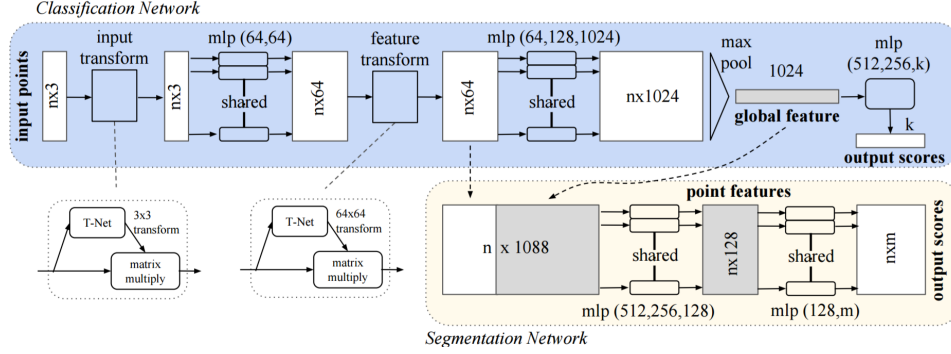 Classification Network
input points
nx3
input
transform
nx3
mlp (64,64)
shared
nx64
feature
transform
nx64
mlp (64,128,1024)
shared
nx1024
max
pool
1024
global feature
mlp
(512,256,k)
k
output scores
T-Net
3x3
transform
matrix
multiply
T-Net
64x64
transform
matrix
multiply
point features
n x 1088
shared
mlp (512,256,128)
nx128
shared
mlp (128,m)
nxm
output scores
Segmentation Network